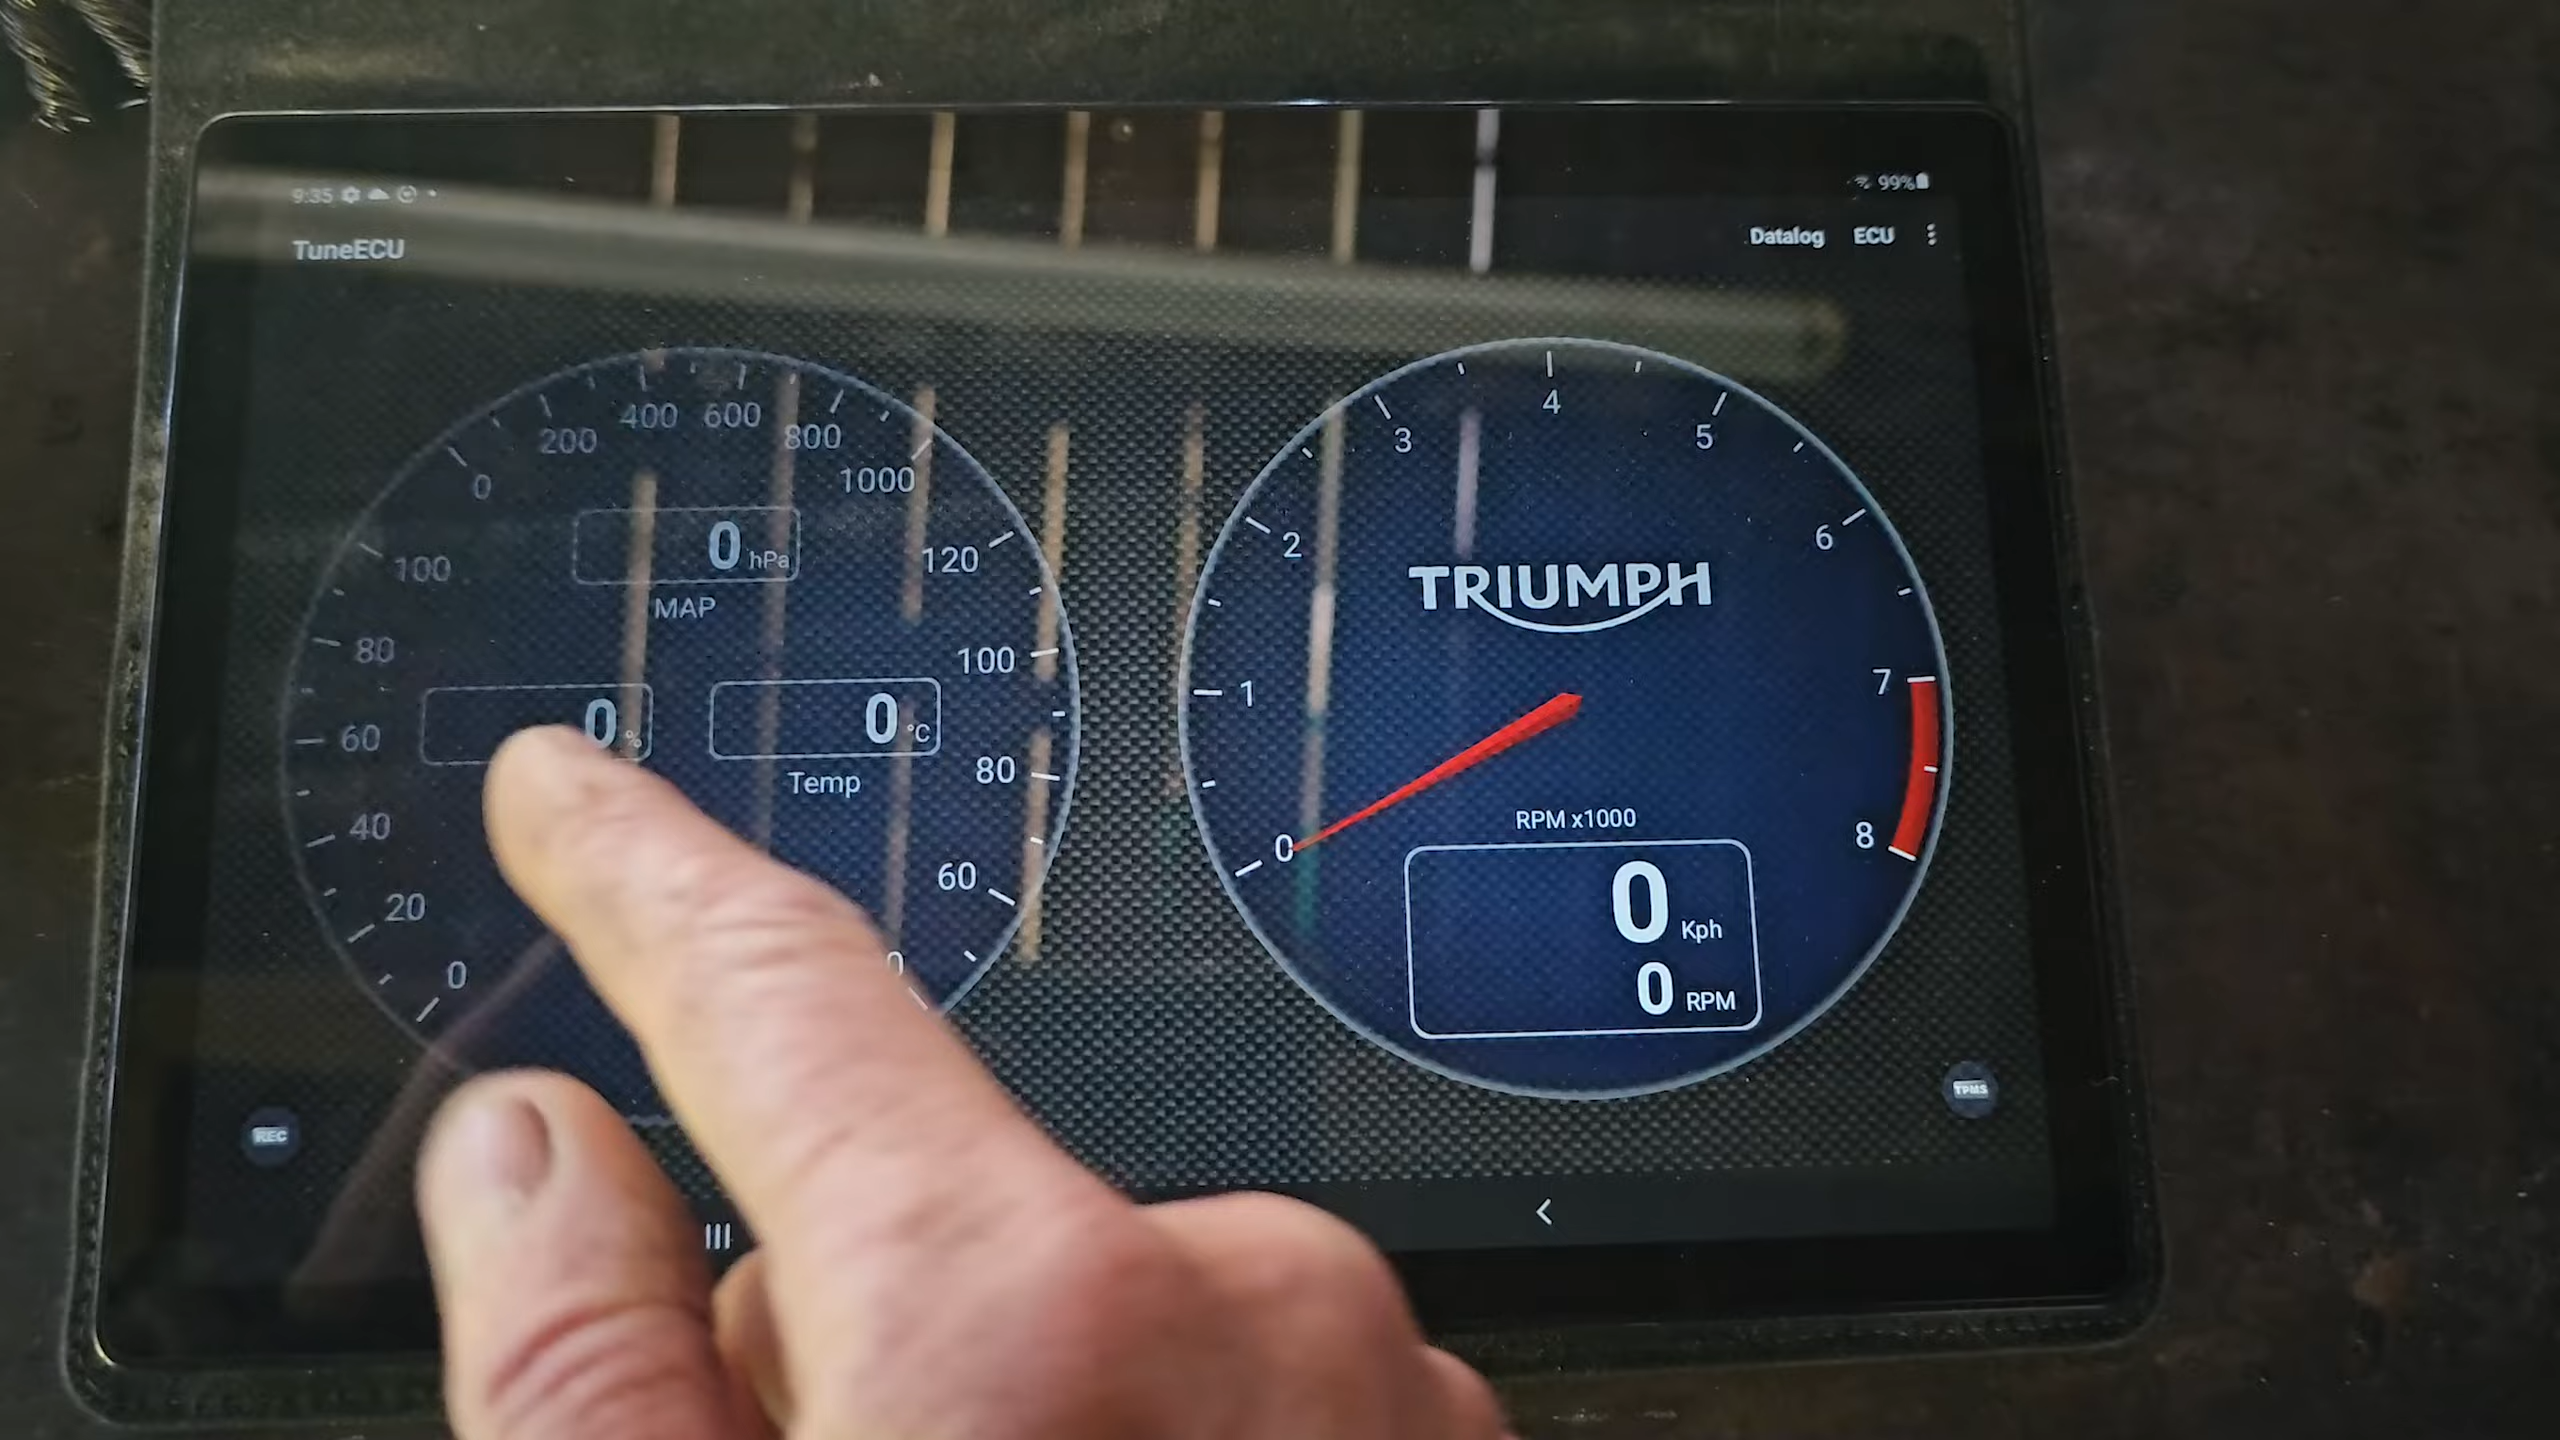 9:35
99%
TuneECU
Datalog ECU
0 200 400 600 800 1000
0 hPa
MAP
100 80 60 40 20 0
0 %
0 °C
Temp
120 100 80 60
0 1 2 3 4 5 6 7 8
TRIUMPH
RPM x1000
0 Kph
0 RPM
REC
TPMS